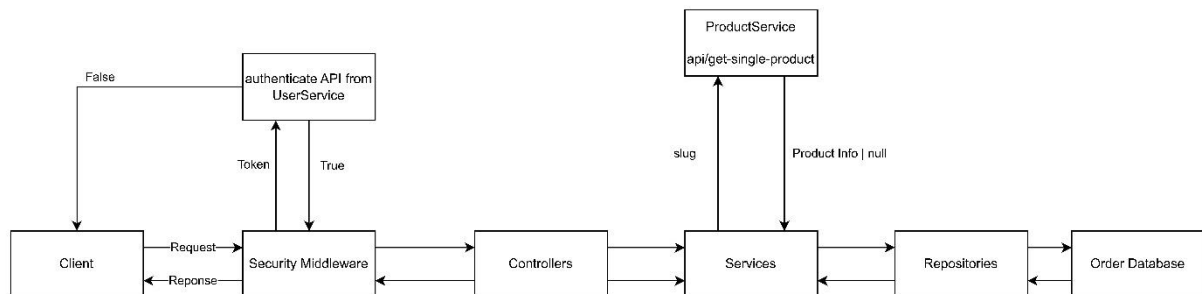 ProductService
api/get-single-product
False
authenticate API from
UserService
Token
True
slug
Product Info | null
Client
Request
Reponse
Security Middleware
Controllers
Services
Repositories
Order Database